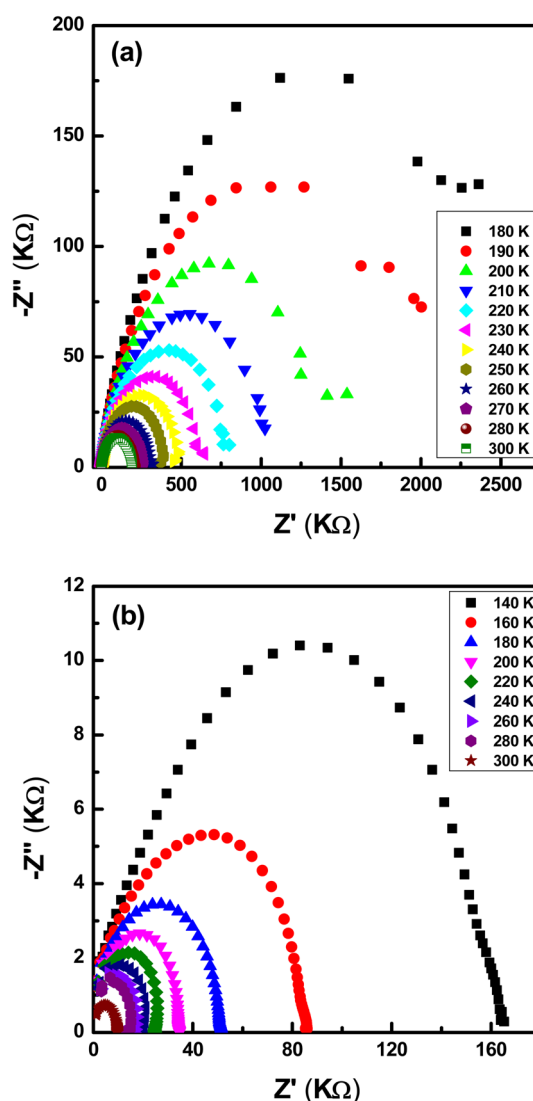 (a)
200
150
100
50
0
-Z'' (KΩ)
0 500 1000 1500 2000 2500
Z' (KΩ)
180 K
190 K
200 K
210 K
220 K
230 K
240 K
250 K
260 K
270 K
280 K
300 K
(b)
12
10
8
6
4
2
0
-Z'' (KΩ)
0 40 80 120 160
Z' (KΩ)
140 K
160 K
180 K
200 K
220 K
240 K
260 K
280 K
300 K